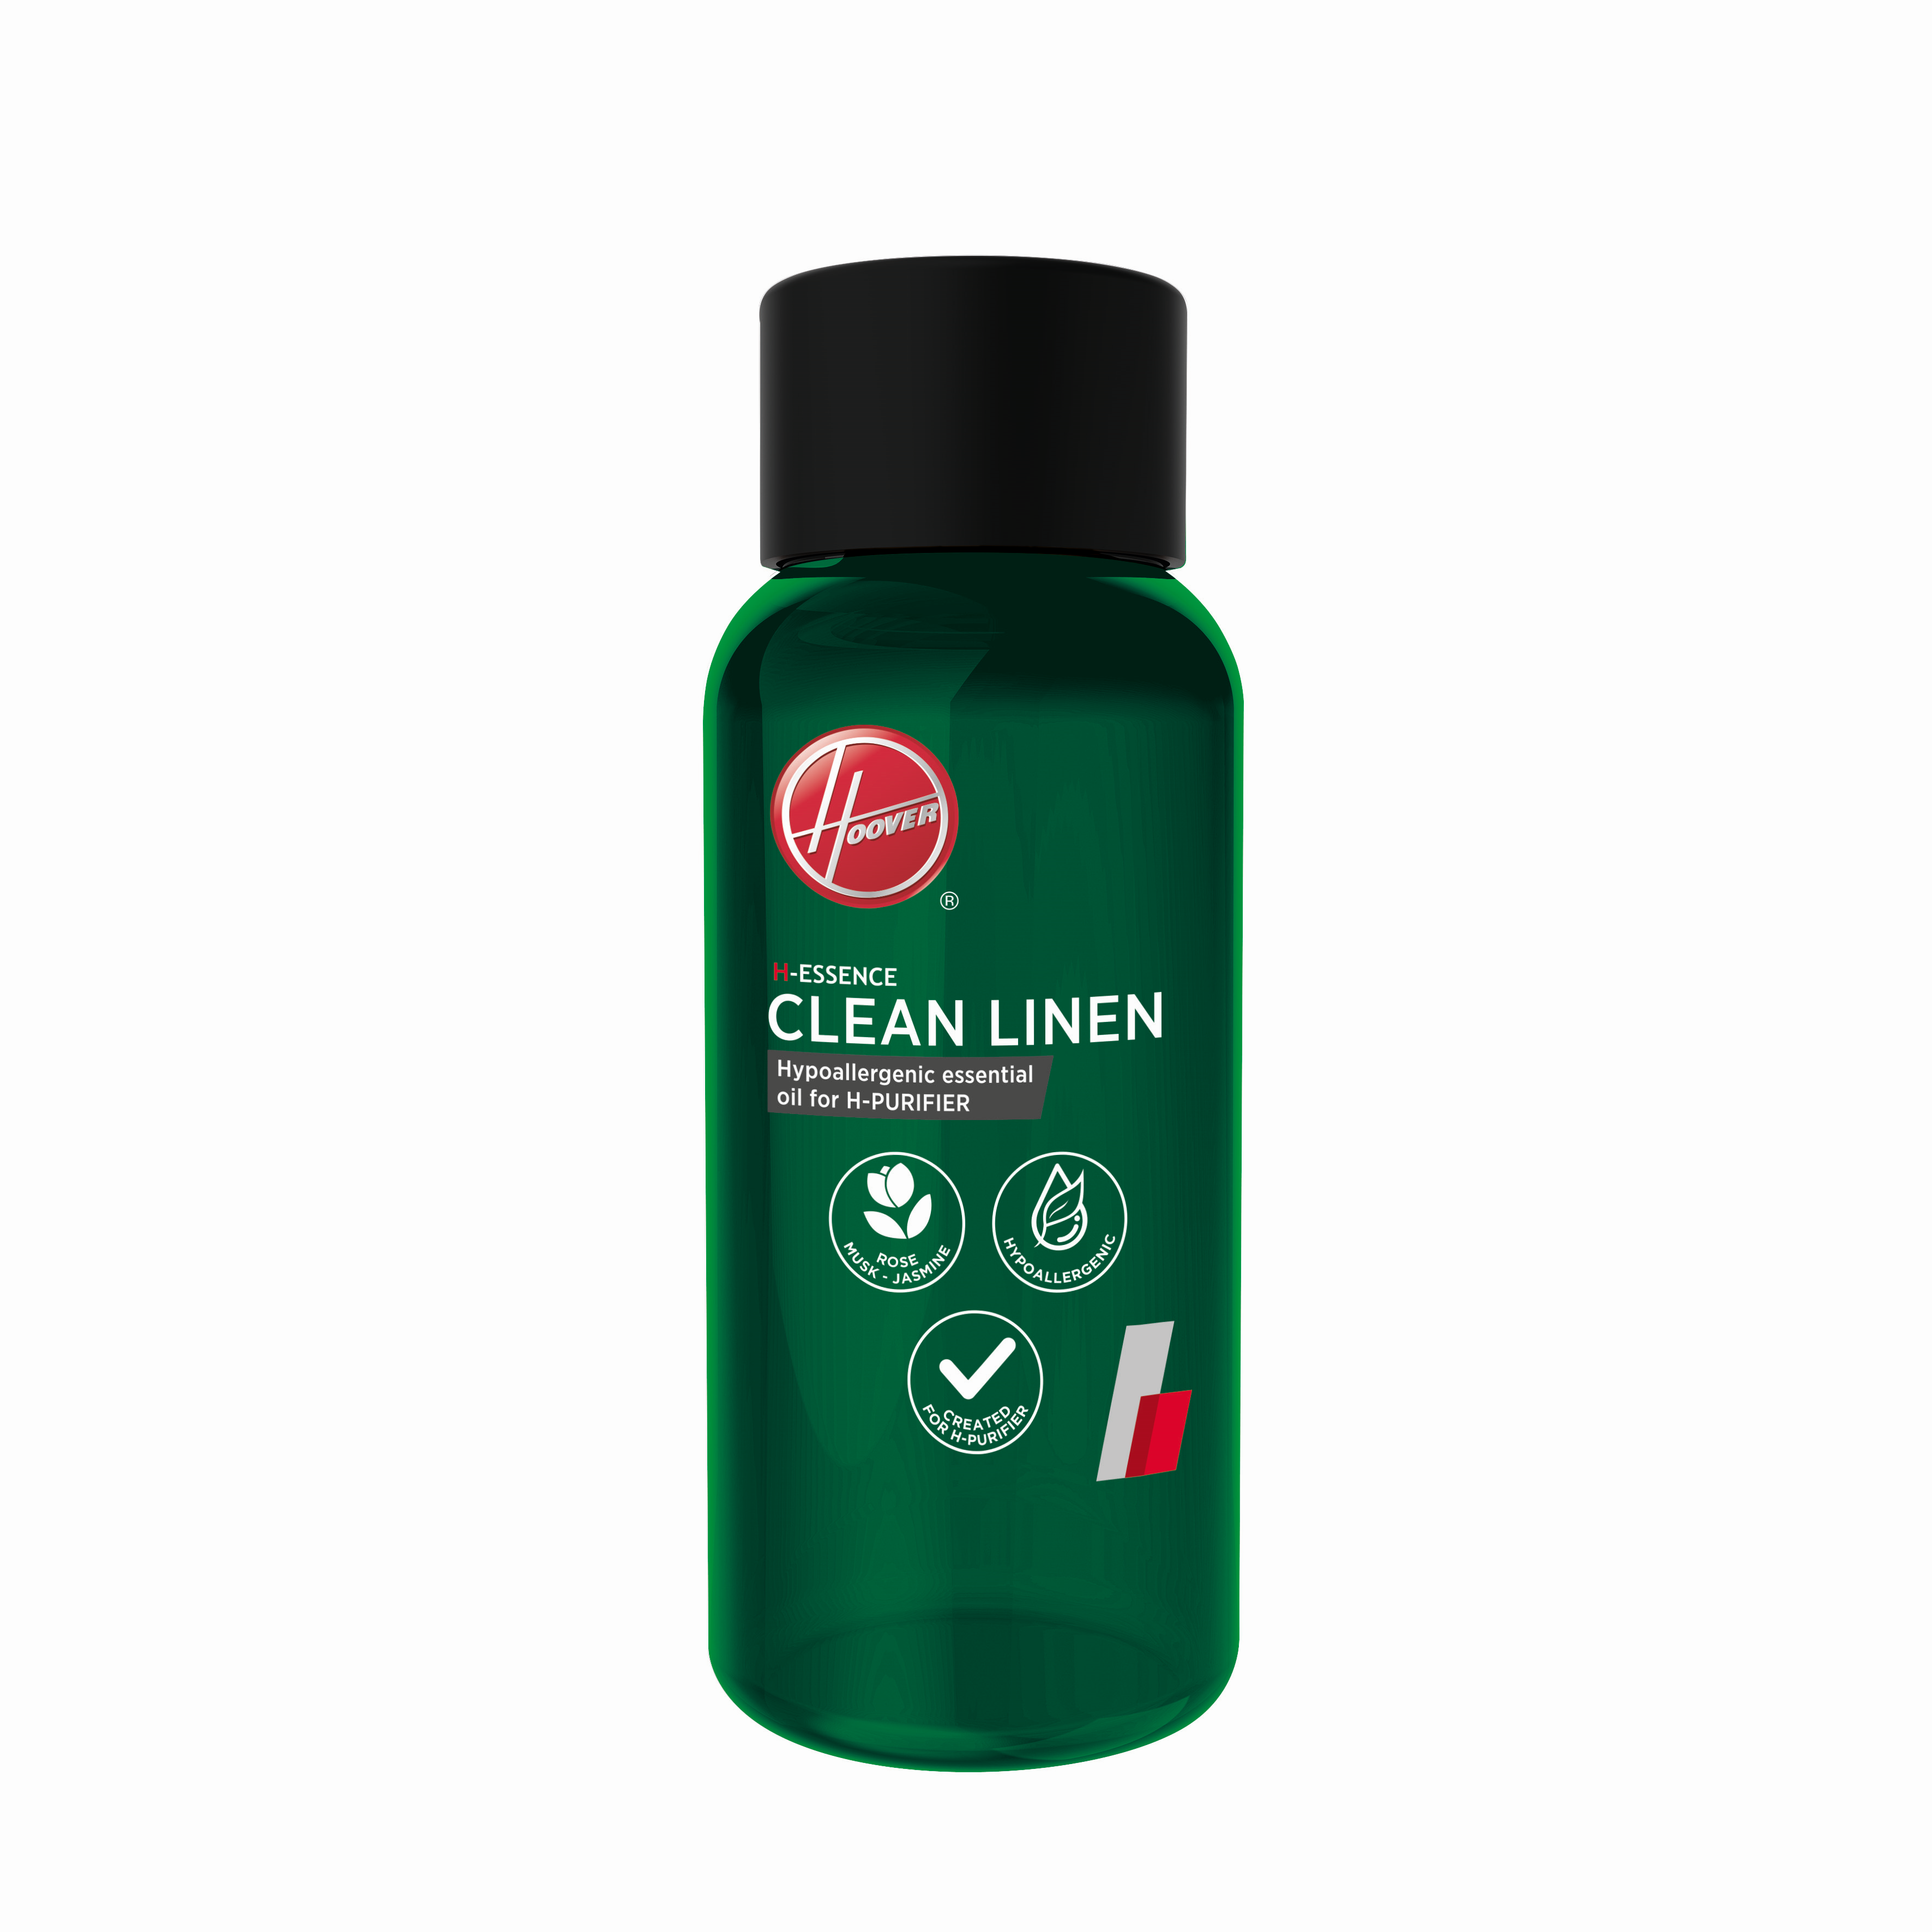 HOOVER
®
H-ESSENCE
CLEAN LINEN
Hypoallergenic essential
oil for H-PURIFIER
ROSE
MUSK - JASMINE
HYPOALLERGENIC
CREATED
FOR H-PURIFIER